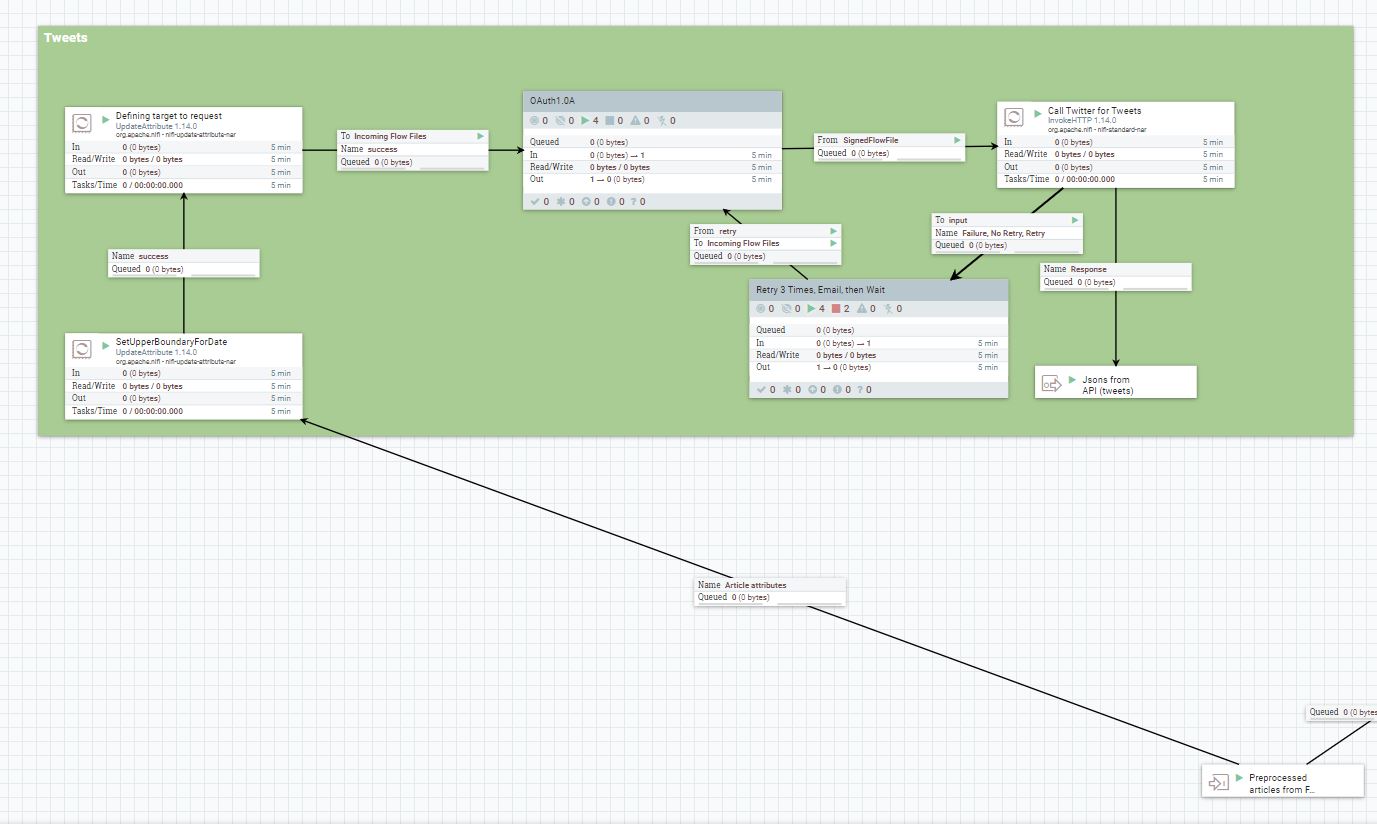 Tweets
Defining target to request
UpdateAttribute 1.14.0
org.apache.nifi - nifi-update-attribute-nar
In 0 (0 bytes) 5 min
Read/Write 0 bytes / 0 bytes 5 min
Out 0 (0 bytes) 5 min
Tasks/Time 0 / 00:00:00.000 5 min
To Incoming Flow Files
Name success
Queued 0 (0 bytes)
OAuth1.0A
0 0 4 0 0 0
Queued 0 (0 bytes)
In 0 (0 bytes) → 1 5 min
Read/Write 0 bytes / 0 bytes 5 min
Out 1 → 0 (0 bytes) 5 min
0 0 0 0 ? 0
From SignedFlowFile
Queued 0 (0 bytes)
Call Twitter for Tweets
InvokeHTTP 1.14.0
org.apache.nifi - nifi-standard-nar
In 0 (0 bytes) 5 min
Read/Write 0 bytes / 0 bytes 5 min
Out 0 (0 bytes) 5 min
Tasks/Time 0 / 00:00:00.000 5 min
To input
Name Failure, No Retry, Retry
Queued 0 (0 bytes)
From retry
To Incoming Flow Files
Queued 0 (0 bytes)
Name success
Queued 0 (0 bytes)
Name Response
Queued 0 (0 bytes)
Retry 3 Times, Email, then Wait
0 0 4 2 0 0
Queued 0 (0 bytes)
In 0 (0 bytes) → 1 5 min
Read/Write 0 bytes / 0 bytes 5 min
Out 1 → 0 (0 bytes) 5 min
0 0 0 0 ? 0
SetUpperBoundaryForDate
UpdateAttribute 1.14.0
org.apache.nifi - nifi-update-attribute-nar
In 0 (0 bytes) 5 min
Read/Write 0 bytes / 0 bytes 5 min
Out 0 (0 bytes) 5 min
Tasks/Time 0 / 00:00:00.000 5 min
Jsons from
API (tweets)
Name Article attributes
Queued 0 (0 bytes)
Queued 0 (0 bytes
Preprocessed
articles from F...